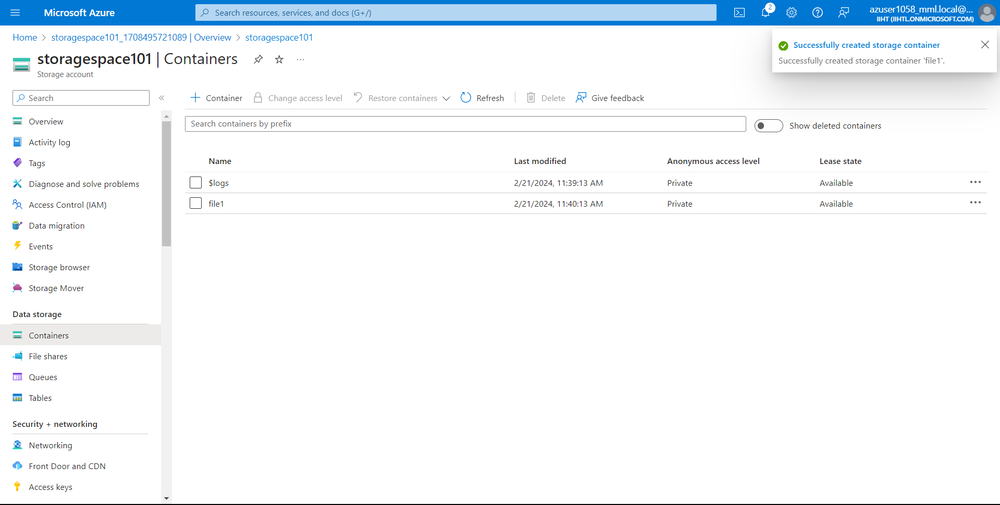 Microsoft Azure
Search resources, services, and docs (G+/)
2
azuser1058_mml.local@...
IIHT (IIHTL.ONMICROSOFT.COM)
Home > storagespace101_1708495721089 | Overview > storagespace101
Successfully created storage container
Successfully created storage container 'file1'.
storagespace101 | Containers
Storage account
Search
Container
Change access level
Restore containers
Refresh
Delete
Give feedback
Search containers by prefix
Show deleted containers
Name Last modified Anonymous access level Lease state
$logs 2/21/2024, 11:39:13 AM Private Available
file1 2/21/2024, 11:40:13 AM Private Available
Overview
Activity log
Tags
Diagnose and solve problems
Access Control (IAM)
Data migration
Events
Storage browser
Storage Mover
Data storage
Containers
File shares
Queues
Tables
Security + networking
Networking
Front Door and CDN
Access keys